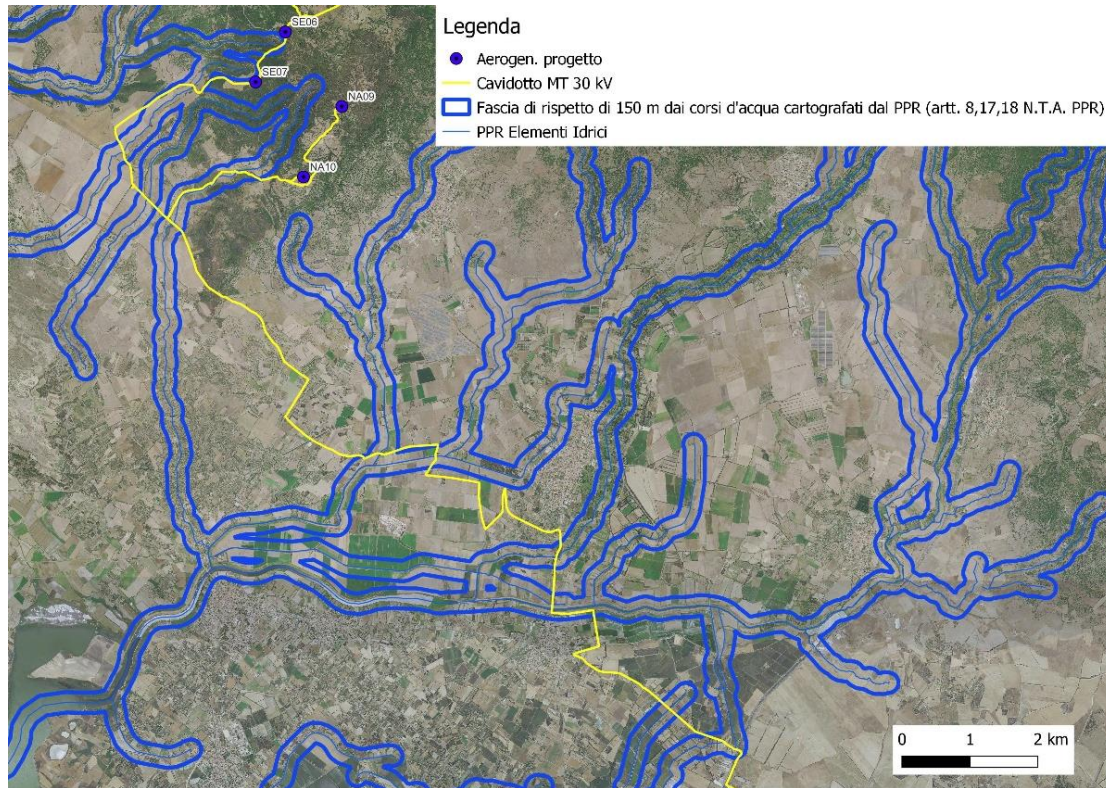 SE06
SE07
NA09
NA10
Legenda
Aerogen. progetto
Cavidotto MT 30 kV
Fascia di rispetto di 150 m dai corsi d'acqua cartografati dal PPR (artt. 8,17,18 N.T.A. PPR)
PPR Elementi Idrici
0 1 2 km